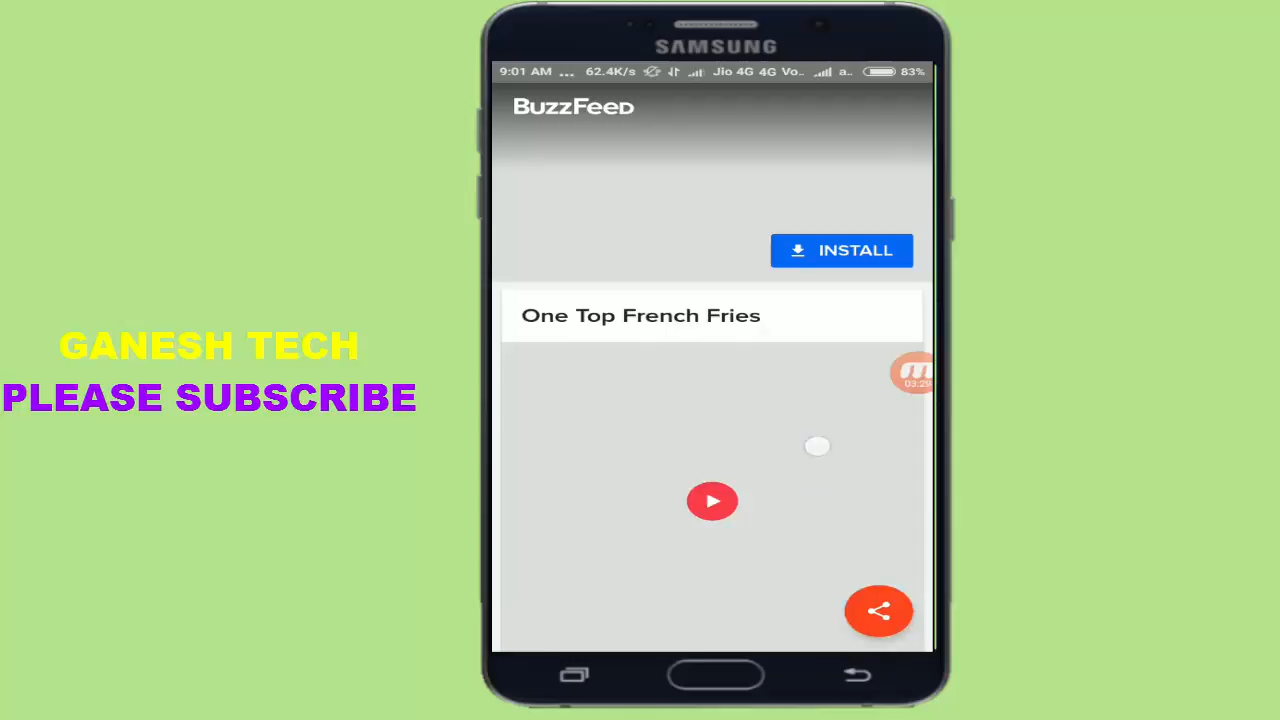 SAMSUNG
9:01 AM ... 62.4K/s Jio 4G 4G Vo.. a.. 83%
BuzzFeed
INSTALL
One Top French Fries
03:29
GANESH TECH
PLEASE SUBSCRIBE